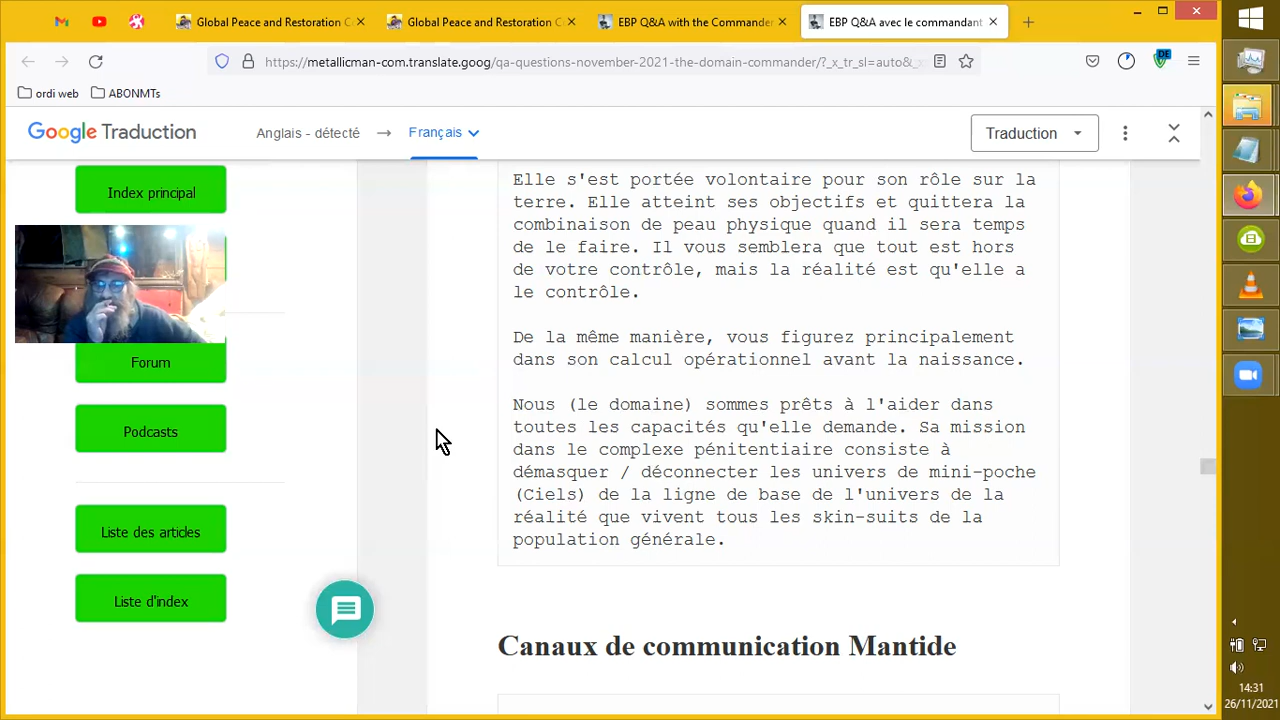 Global Peace and Restoration C
Global Peace and Restoration C
EBP Q&A with the Commander
EBP Q&A avec le commandant
https://metallicman-com.translate.goog/qa-questions-november-2021-the-domain-commander/?_x_tr_sl=auto&_x
ordi web
ABONMTs
Google Traduction
Anglais - détecté
Français
Traduction
Index principal
Forum
Podcasts
Liste des articles
Liste d'index
Elle s'est portée volontaire pour son rôle sur la
terre. Elle atteint ses objectifs et quittera la
combinaison de peau physique quand il sera temps
de le faire. Il vous semblera que tout est hors
de votre contrôle, mais la réalité est qu'elle a
le contrôle.
De la même manière, vous figurez principalement
dans son calcul opérationnel avant la naissance.
Nous (le domaine) sommes prêts à l'aider dans
toutes les capacités qu'elle demande. Sa mission
dans le complexe pénitentiaire consiste à
démasquer / déconnecter les univers de mini-poche
(Ciels) de la ligne de base de l'univers de la
réalité que vivent tous les skin-suits de la
population générale.
Canaux de communication Mantide
DE
14:31
26/11/2021